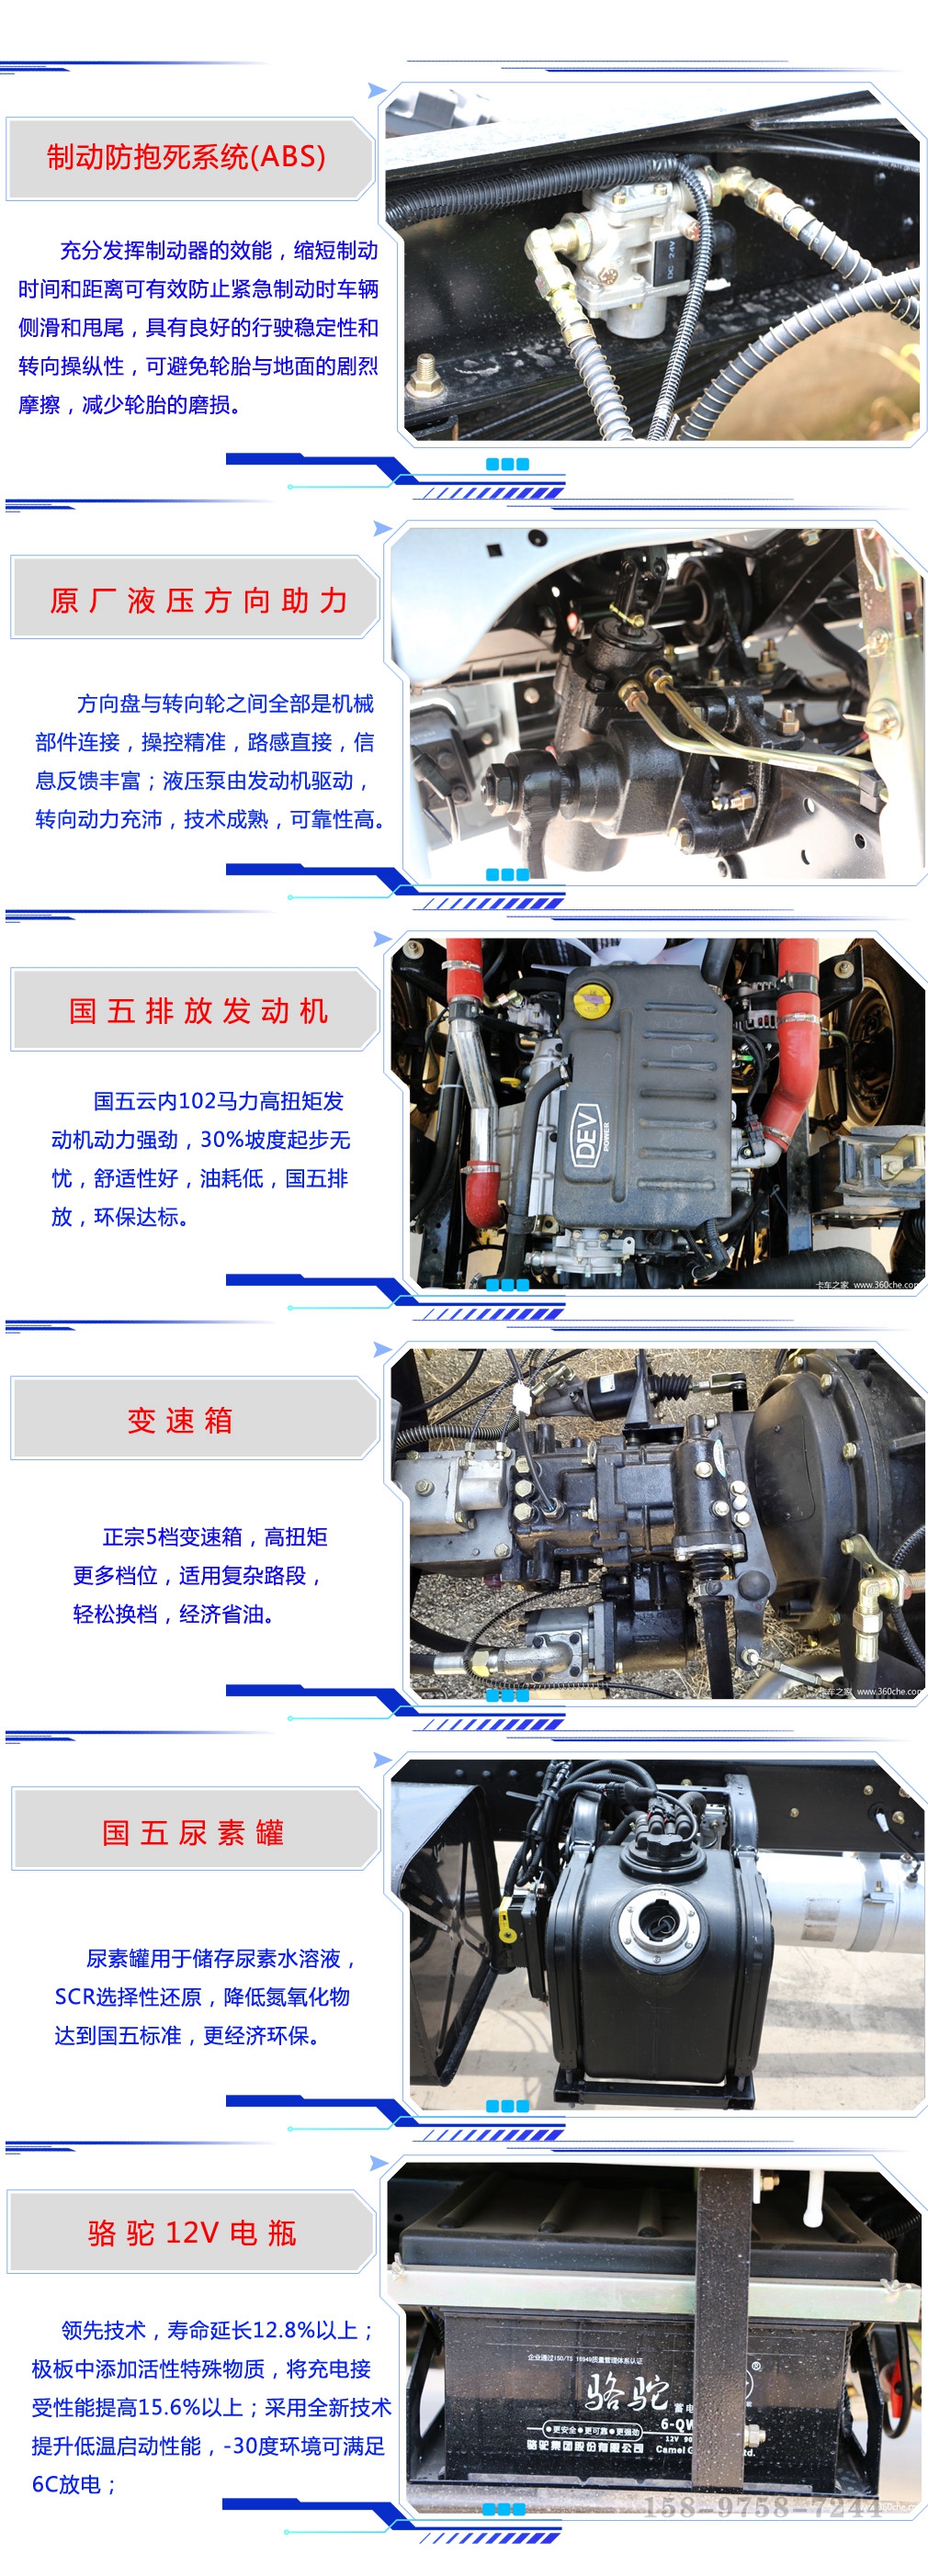 制动防抱死系统(ABS)
充分发挥制动器的效能，缩短制动
时间和距离可有效防止紧急制动时车辆
侧滑和甩尾，具有良好的行驶稳定性和
转向操纵性，可避免轮胎与地面的剧烈
摩擦，减少轮胎的磨损。
DC 24V
原厂液压方向助力
方向盘与转向轮之间全部是机械
部件连接，操控精准，路感直接，信
息反馈丰富；液压泵由发动机驱动，
转向动力充沛，技术成熟，可靠性高。
国五排放发动机
国五云内102马力高扭矩发
动机动力强劲，30%坡度起步无
忧，舒适性好，油耗低，国五排
放，环保达标。
DEV
POWER
卡车之家 www.360che.com
变速箱
正宗5档变速箱，高扭矩
更多档位，适用复杂路段，
轻松换档，经济省油。
卡车之家 www.360che.com
国五尿素罐
尿素罐用于储存尿素水溶液，
SCR选择性还原，降低氮氧化物
达到国五标准，更经济环保。
骆驼12V电瓶
领先技术，寿命延长12.8%以上；
极板中添加活性特殊物质，将充电接
受性能提高15.6%以上；采用全新技术
提升低温启动性能，-30度环境可满足
6C放电；
企业通过ISO/TS 16949质量管理体系认证
骆驼 蓄电
®
●更安全●更可靠●更强劲
6-QW
12V 90
骆驼集团股份有限公司 Camel G td.
158-9758-7244